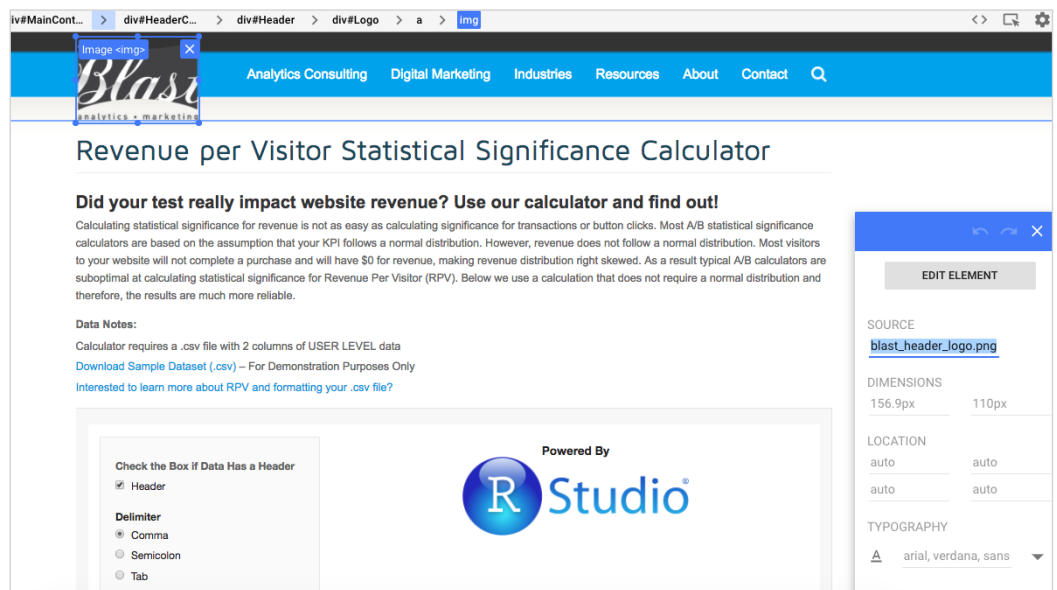 iv#MainCont... > div#HeaderC... > div#Header > div#Logo > a > img
Image <img>
Blast
analytics • marketing
Analytics Consulting Digital Marketing Industries Resources About Contact
Revenue per Visitor Statistical Significance Calculator
Did your test really impact website revenue? Use our calculator and find out!
Calculating statistical significance for revenue is not as easy as calculating significance for transactions or button clicks. Most A/B statistical significance
calculators are based on the assumption that your KPI follows a normal distribution. However, revenue does not follow a normal distribution. Most visitors
to your website will not complete a purchase and will have $0 for revenue, making revenue distribution right skewed. As a result typical A/B calculators are
suboptimal at calculating statistical significance for Revenue Per Visitor (RPV). Below we use a calculation that does not require a normal distribution and
therefore, the results are much more reliable.
Data Notes:
Calculator requires a .csv file with 2 columns of USER LEVEL data
Download Sample Dataset (.csv) – For Demonstration Purposes Only
Interested to learn more about RPV and formatting your .csv file?
Check the Box if Data Has a Header
Header
Delimiter
Comma
Semicolon
Tab
Powered By
R Studio®
EDIT ELEMENT
SOURCE
blast_header_logo.png
DIMENSIONS
156.9px 110px
LOCATION
auto auto
auto auto
TYPOGRAPHY
A arial, verdana, sans